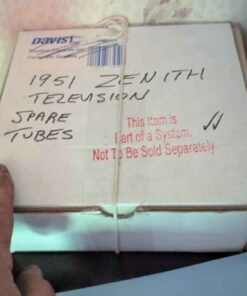 DAVIS
1951 ZENITH
TELEVISION
SPARE
TUBES
This Item is
Part of a System,
Not To Be Sold Separately